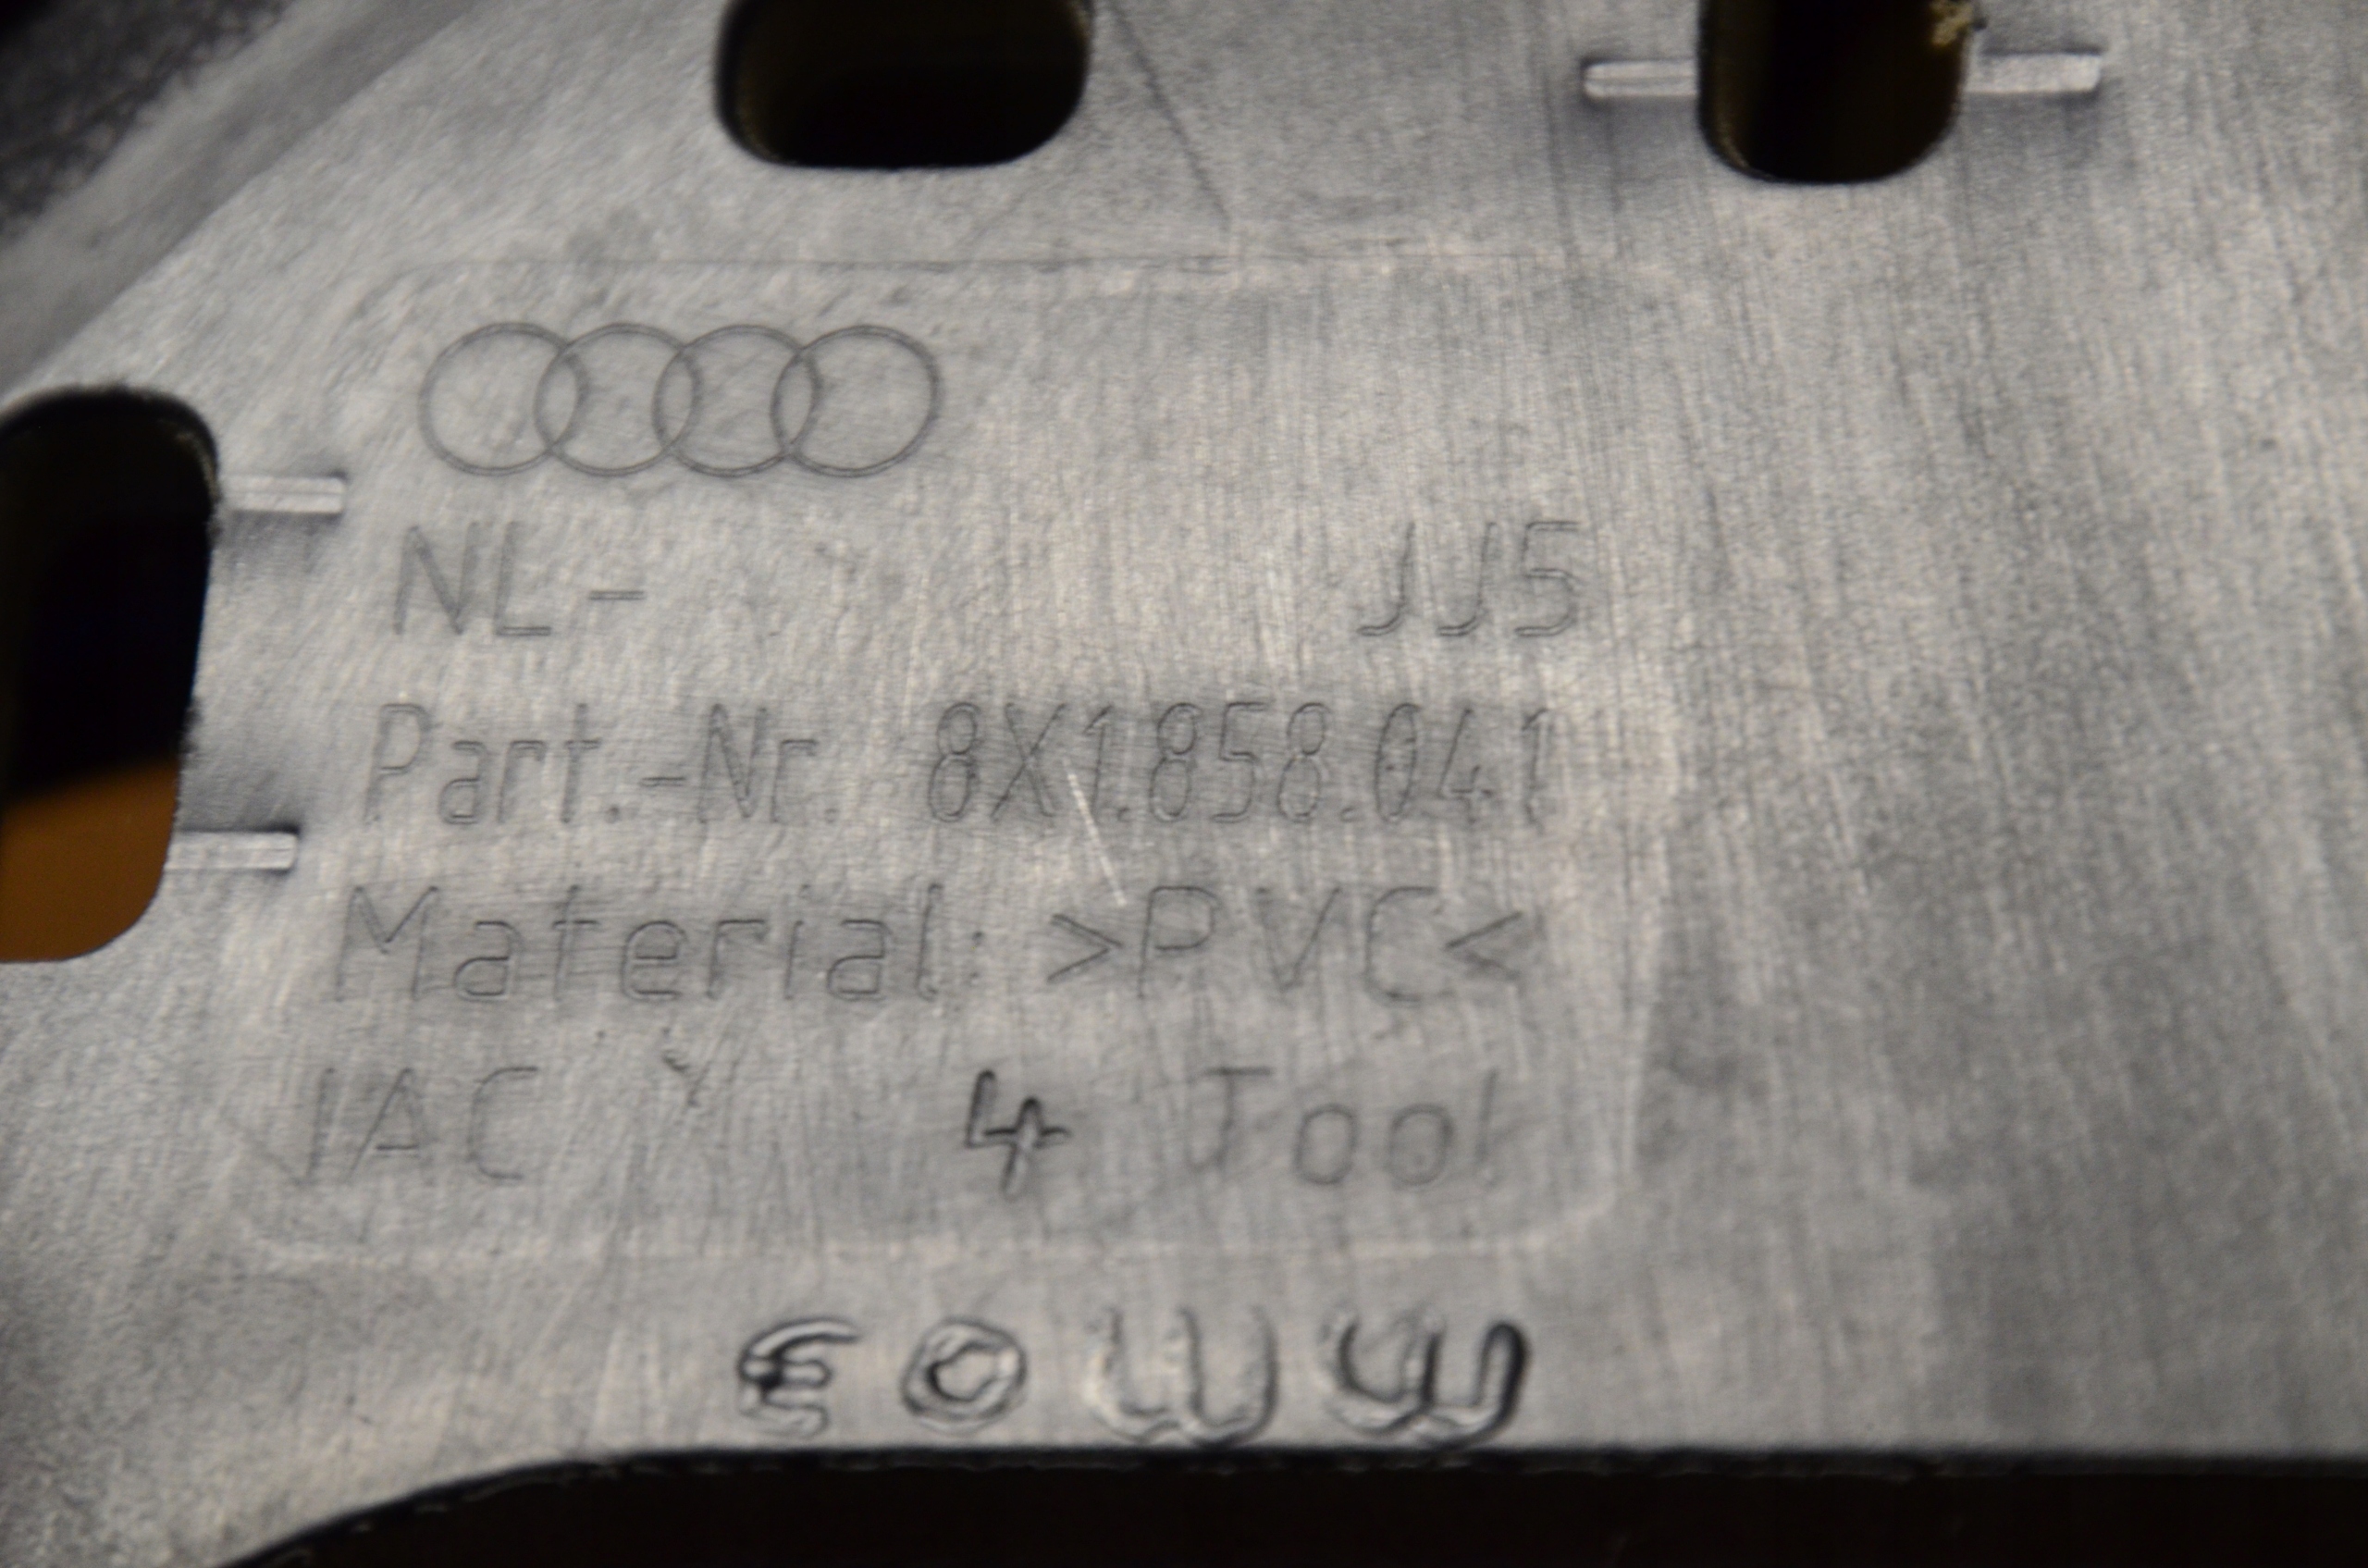 NL- JJ5
Part.-Nr. 8X1.858.041
Material: >PVC<
IAC 4 Tool